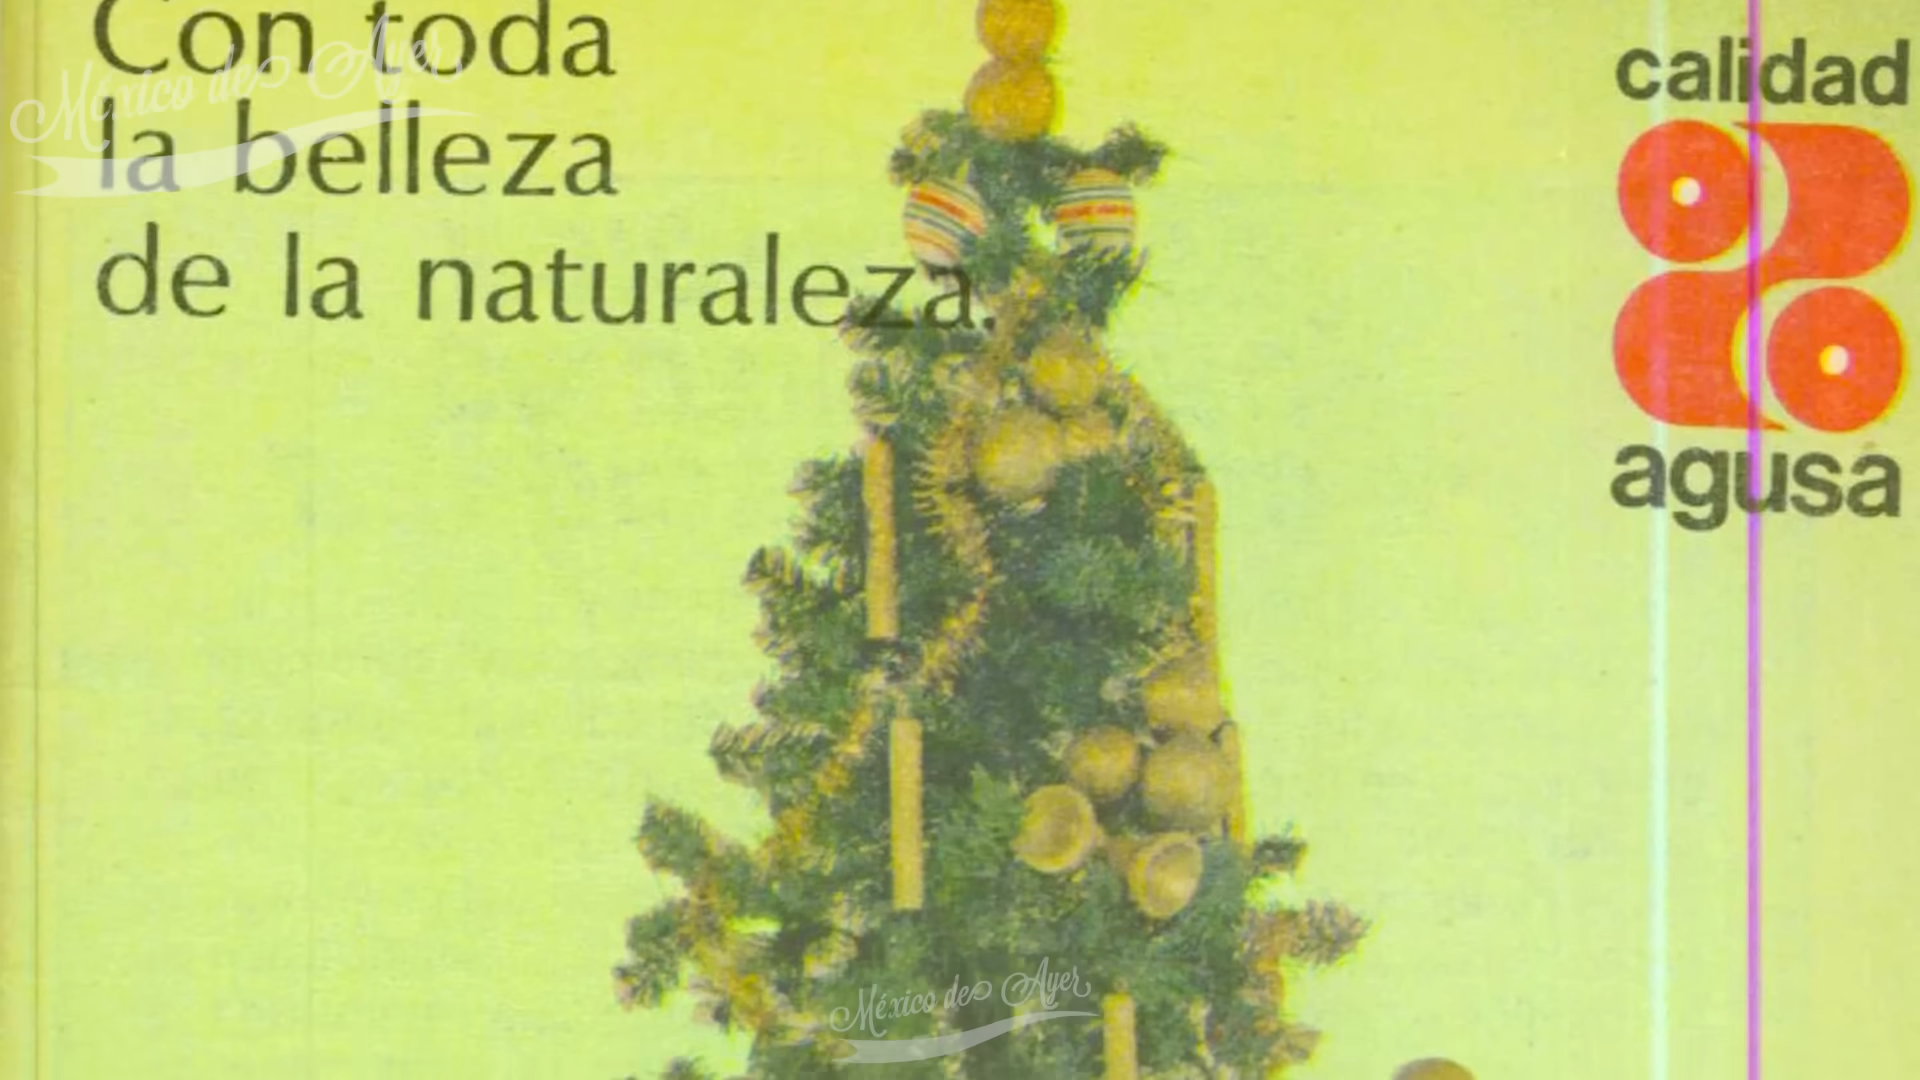 Con toda
la belleza
de la naturaleza.
calidad
agusa
México de Ayer
México de Ayer